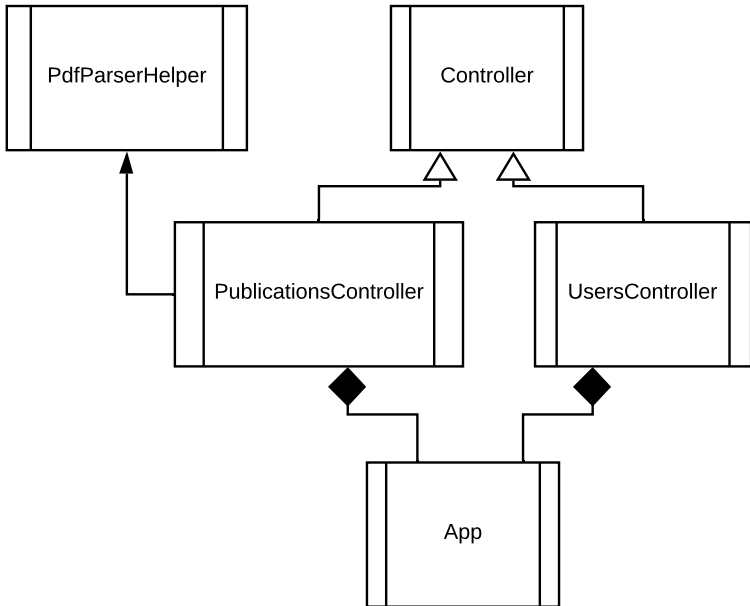 PdfParserHelper
Controller
PublicationsController
UsersController
App